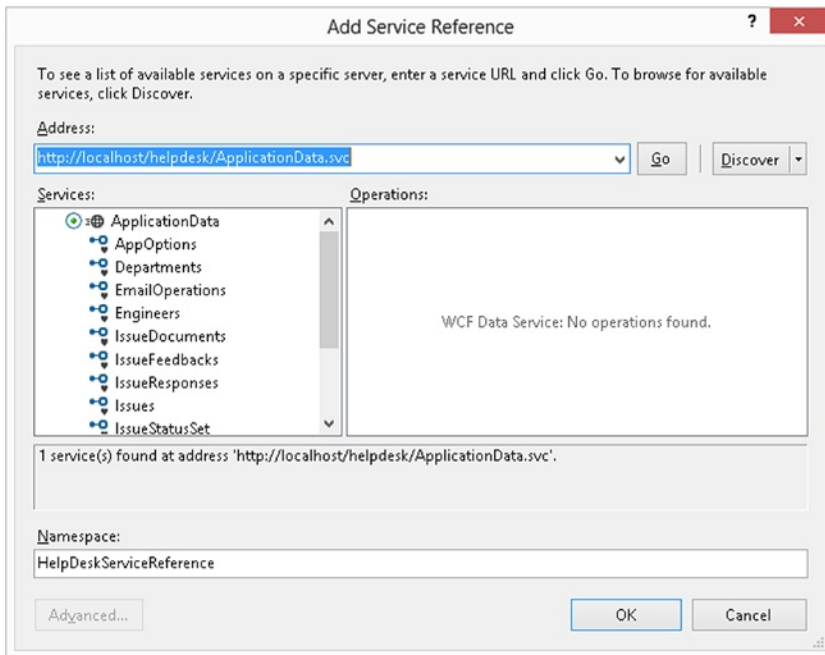 Add Service Reference
?
To see a list of available services on a specific server, enter a service URL and click Go. To browse for available
services, click Discover.
Address:
http://localhost/helpdesk/ApplicationData.svc
Go
Discover
Services:
Operations:
ApplicationData
AppOptions
Departments
EmailOperations
Engineers
IssueDocuments
IssueFeedbacks
IssueResponses
Issues
IssueStatusSet
WCF Data Service: No operations found.
1 service(s) found at address 'http://localhost/helpdesk/ApplicationData.svc'.
Namespace:
HelpDeskServiceReference
Advanced...
OK
Cancel